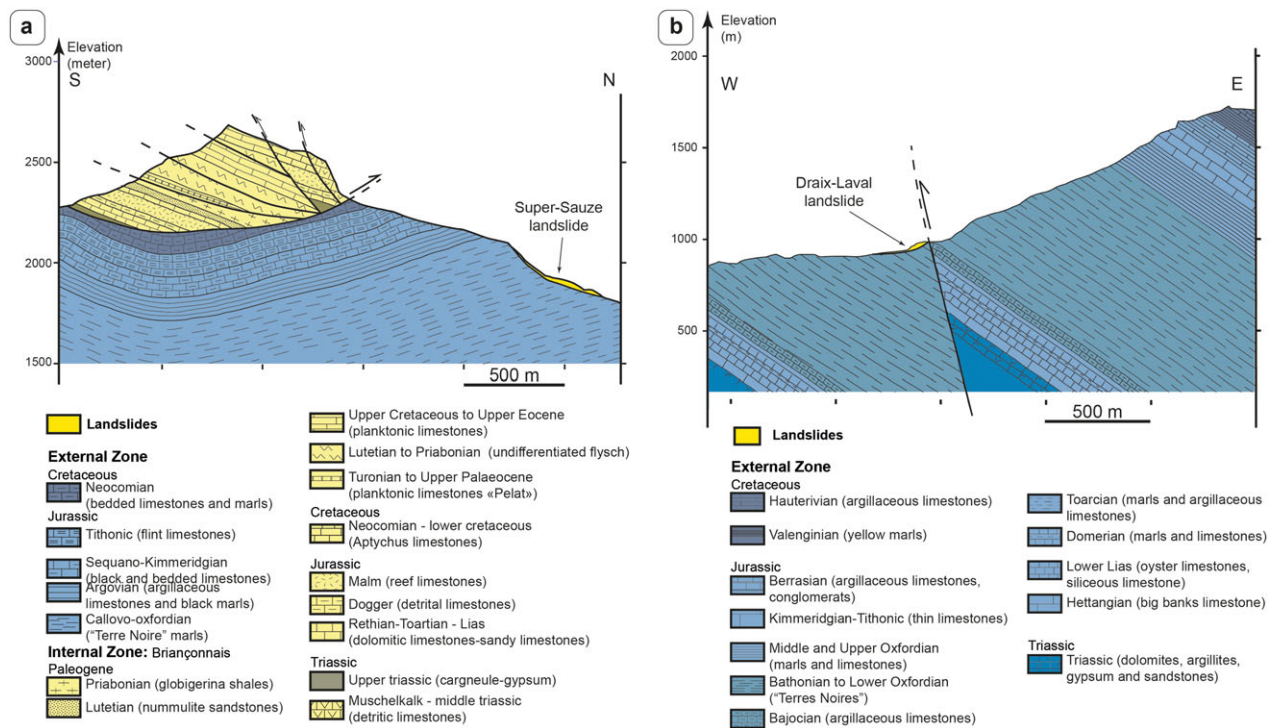 a
Elevation
(meter)
3000
S
N
2500
Super-Sauze
landslide
2000
1500
500 m
Landslides
External Zone
Cretaceous
Neocomian
(bedded limestones and marls)
Jurassic
Tithonic (flint limestones)
Sequano-Kimmeridgian
(black and bedded limestones)
Argovian (argillaceous
limestones and black marls)
Callovo-oxfordian
("Terre Noire" marls)
Internal Zone: Briançonnais
Paleogene
Priabonian (globigerina shales)
Lutetian (nummulite sandstones)
Upper Cretaceous to Upper Eocene
(planktonic limestones)
Lutetian to Priabonian (undifferentiated flysch)
Turonian to Upper Palaeocene
(planktonic limestones «Pelat»)
Cretaceous
Neocomian - lower cretaceous
(Aptychus limestones)
Jurassic
Malm (reef limestones)
Dogger (detrital limestones)
Rethian-Toartian - Lias
(dolomitic limestones-sandy limestones)
Triassic
Upper triassic (cargneule-gypsum)
Muschelkalk - middle triassic
(detritic limestones)
b
Elevation
(m)
2000
W
E
1500
Draix-Laval
landslide
1000
500
500 m
Landslides
External Zone
Cretaceous
Hauterivian (argillaceous limestones)
Valenginian (yellow marls)
Jurassic
Berrasian (argillaceous limestones,
conglomerats)
Kimmeridgian-Tithonic (thin limestones)
Middle and Upper Oxfordian
(marls and limestones)
Bathonian to Lower Oxfordian
("Terres Noires")
Bajocian (argillaceous limestones)
Toarcian (marls and argillaceous
limestones)
Domerian (marls and limestones)
Lower Lias (oyster limestones,
siliceous limestone)
Hettangian (big banks limestone)
Triassic
Triassic (dolomites, argillites,
gypsum and sandstones)